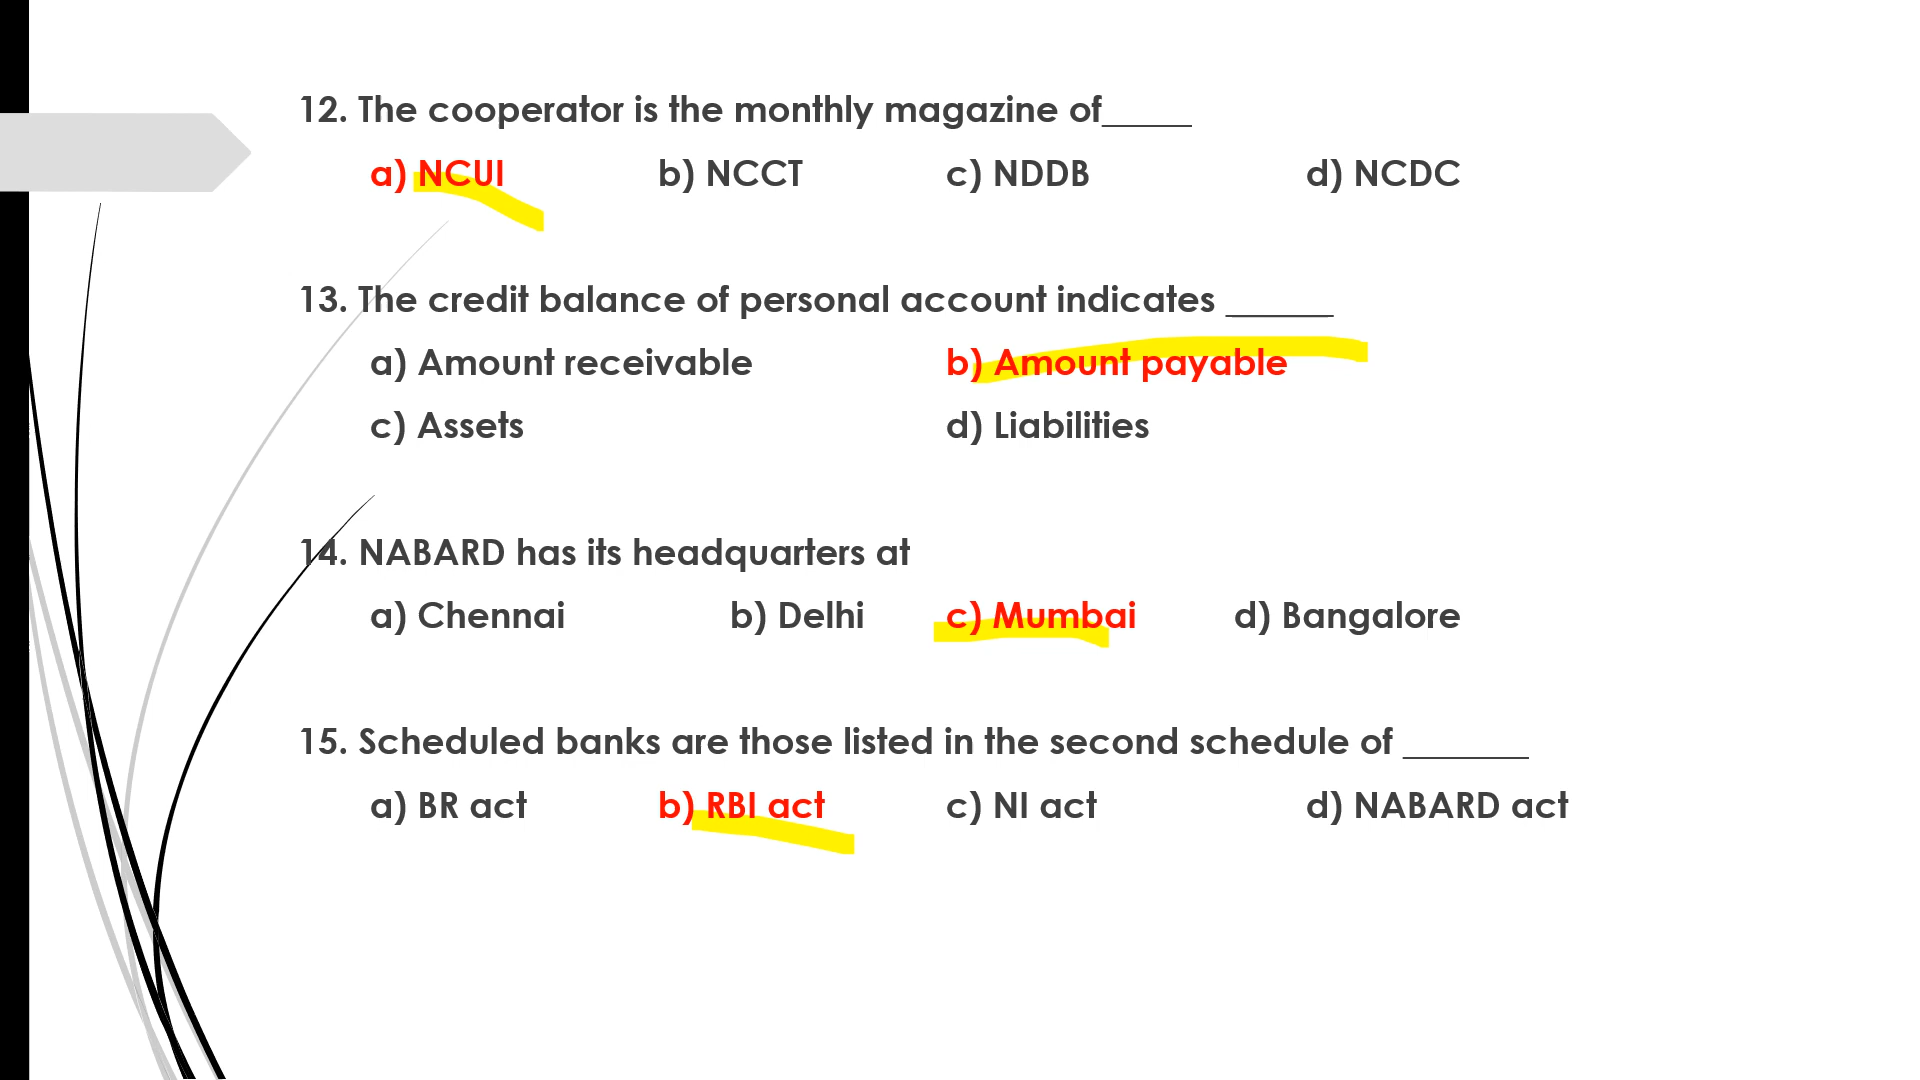 12. The cooperator is the monthly magazine of_____
a) NCUI b) NCCT c) NDDB d) NCDC
13. The credit balance of personal account indicates ______
a) Amount receivable b) Amount payable
c) Assets d) Liabilities
14. NABARD has its headquarters at
a) Chennai b) Delhi c) Mumbai d) Bangalore
15. Scheduled banks are those listed in the second schedule of _______
a) BR act b) RBI act c) NI act d) NABARD act